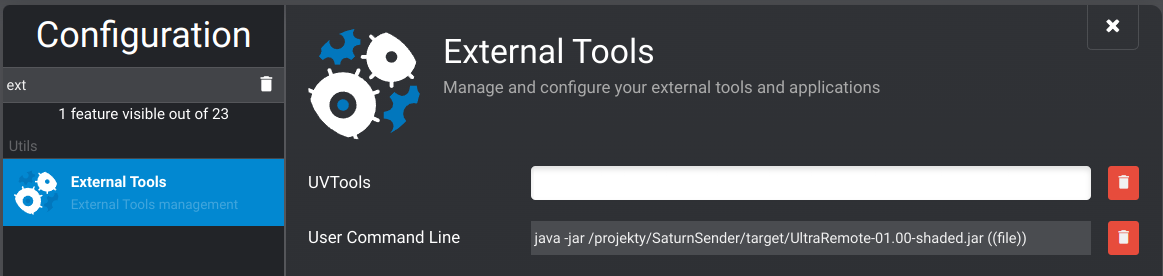 Configuration
ext
1 feature visible out of 23
Utils
External Tools
External Tools management
External Tools
Manage and configure your external tools and applications
UVTools
User Command Line
java -jar /projekty/SaturnSender/target/UltraRemote-01.00-shaded.jar ((file))